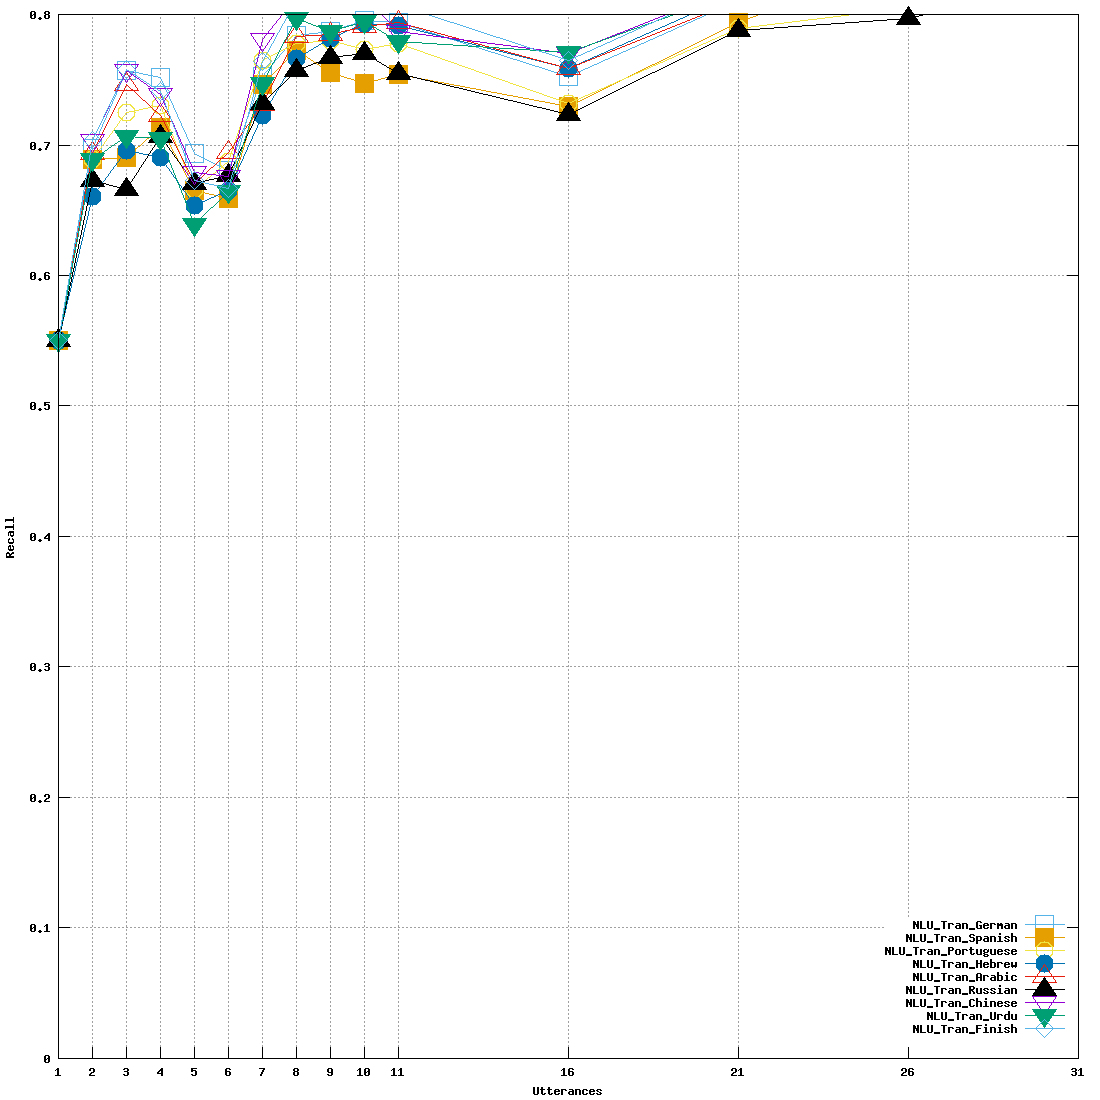 0.8
0.7
0.6
0.5
0.4
0.3
0.2
0.1
0
Recall
NLU_Tran_German
NLU_Tran_Spanish
NLU_Tran_Portuguese
NLU_Tran_Hebrew
NLU_Tran_Arabic
NLU_Tran_Russian
NLU_Tran_Chinese
NLU_Tran_Urdu
NLU_Tran_Finish
1 2 3 4 5 6 7 8 9 10 11 16 21 26 31
Utterances